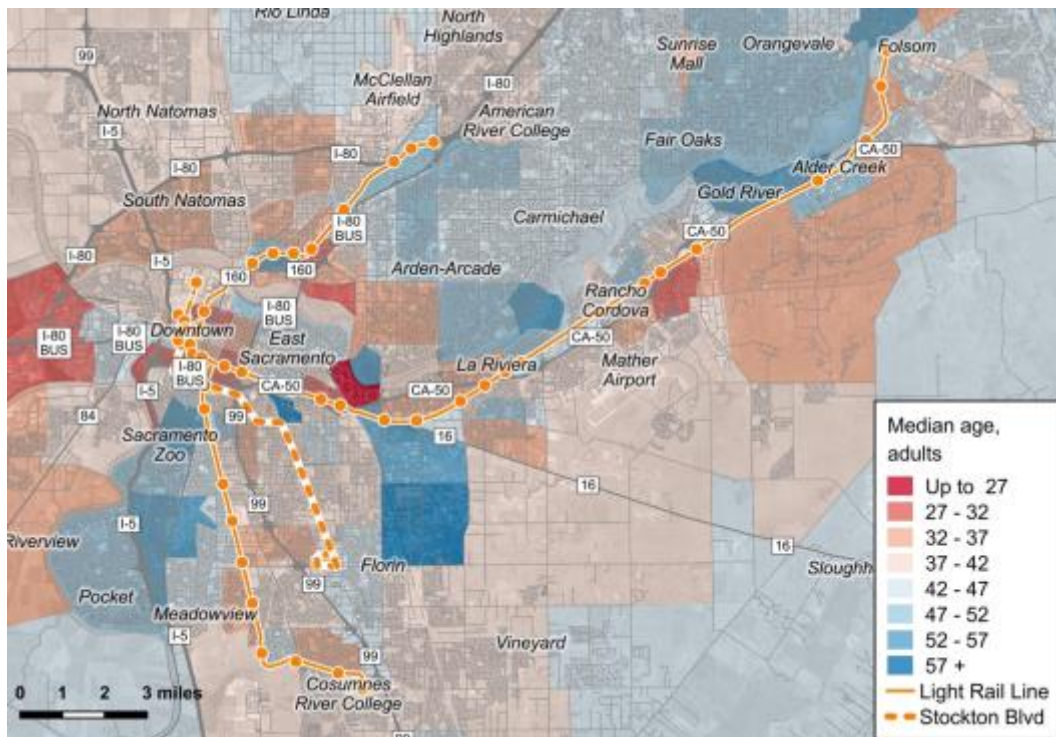 Rio Linda
North
Highlands
99
I-80
Sunrise
Mall
Orangevale
Folsom
McClellan
Airfield
American
River College
North Natomas
I-5
I-80
I-80
Fair Oaks
CA-50
Alder Creek
Gold River
South Natomas
I-80
BUS
Carmichael
CA-50
I-80
I-5
160
160
Arden-Arcade
Rancho
Cordova
I-80
BUS
I-80
BUS
Downtown
I-80
BUS
East
Sacramento
CA-50
La Riviera
Mather
Airport
I-80
BUS
I-5
CA-50
CA-50
84
99
16
Sacramento
Zoo
16
99
I-5
16
Riverview
Florin
99
Pocket
Meadowview
I-5
Vineyard
99
Cosumnes
River College
0 1 2 3 miles
Median age,
adults
Up to 27
27 - 32
32 - 37
37 - 42
42 - 47
47 - 52
52 - 57
57 +
Light Rail Line
Stockton Blvd